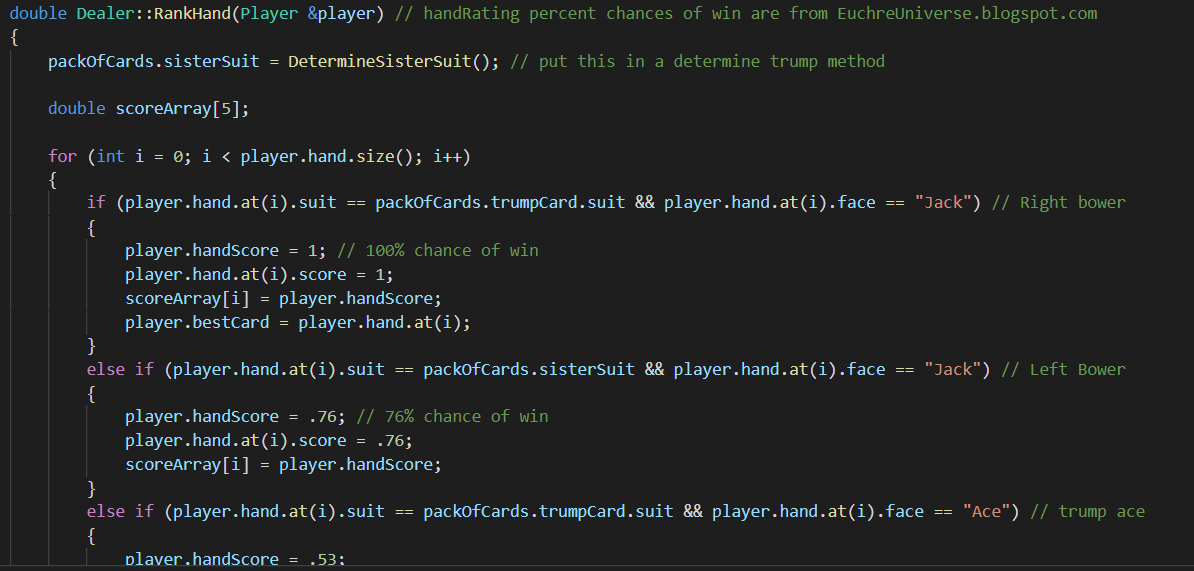 double Dealer::RankHand(Player &player) // handRating percent chances of win are from EuchreUniverse.blogspot.com
{
packOfCards.sisterSuit = DetermineSisterSuit(); // put this in a determine trump method
double scoreArray[5];
for (int i = 0; i < player.hand.size(); i++)
{
if (player.hand.at(i).suit == packOfCards.trumpCard.suit && player.hand.at(i).face == "Jack") // Right bower
{
player.handScore = 1; // 100% chance of win
player.hand.at(i).score = 1;
scoreArray[i] = player.handScore;
player.bestCard = player.hand.at(i);
}
else if (player.hand.at(i).suit == packOfCards.sisterSuit && player.hand.at(i).face == "Jack") // Left Bower
{
player.handScore = .76; // 76% chance of win
player.hand.at(i).score = .76;
scoreArray[i] = player.handScore;
}
else if (player.hand.at(i).suit == packOfCards.trumpCard.suit && player.hand.at(i).face == "Ace") // trump ace
{
player.handScore = .53;